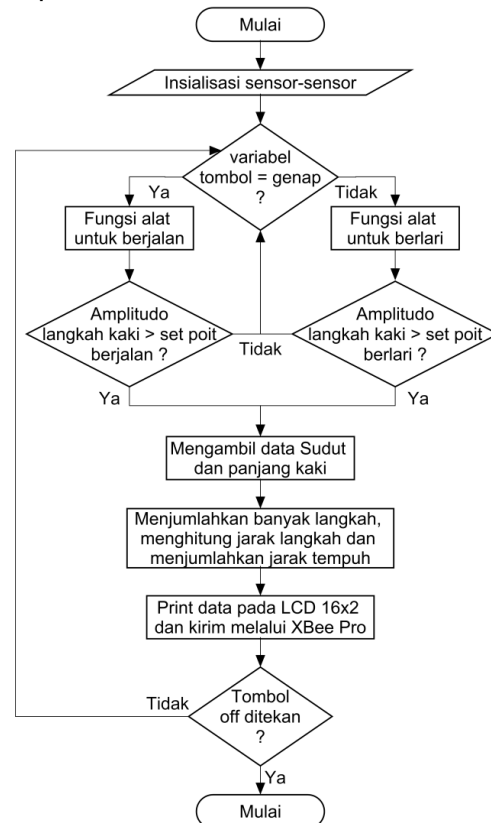 Mulai
Insialisasi sensor-sensor
variabel
tombol = genap
?
Ya
Tidak
Fungsi alat
untuk berjalan
Fungsi alat
untuk berlari
Amplitudo
langkah kaki > set poit
berjalan ?
Tidak
Amplitudo
langkah kaki > set poit
berlari ?
Ya
Ya
Mengambil data Sudut
dan panjang kaki
Menjumlahkan banyak langkah,
menghitung jarak langkah dan
menjumlahkan jarak tempuh
Print data pada LCD 16x2
dan kirim melalui XBee Pro
Tidak
Tombol
off ditekan
?
Ya
Mulai